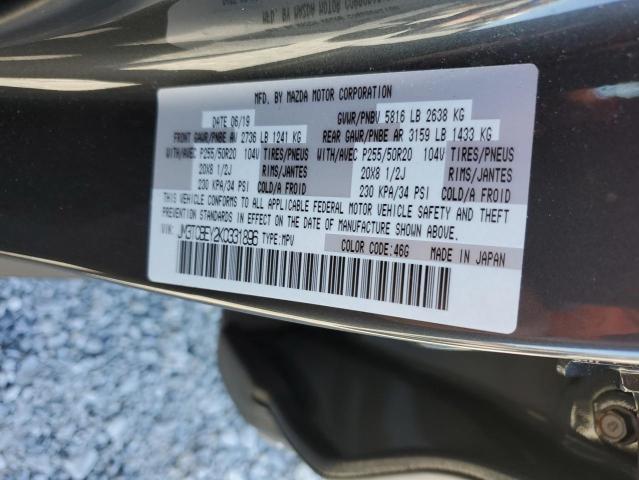 MFD. BY MAZDA MOTOR CORPORATION
DATE 06/19 GVWR/PNBV 5816 LB 2638 KG
FRONT GAWR/PNBE AV 2736 LB 1241 KG REAR GAWR/PNBE AR 3159 LB 1433 KG
WITH/AVEC P255/50R20 104V TIRES/PNEUS WITH/AVEC P255/50R20 104V TIRES/PNEUS
20X8 1/2J RIMS/JANTES 20X8 1/2J RIMS/JANTES
230 KPA/34 PSI COLD/A FROID 230 KPA/34 PSI COLD/A FROID
THIS VEHICLE CONFORMS TO ALL APPLICABLE FEDERAL MOTOR VEHICLE SAFETY AND THEFT
PREVENTION STANDARDS IN EFFECT ON THE DATE OF MANUFACTURE SHOWN ABOVE.
VIN: JM3TCBEY2K0331896 TYPE:MPV COLOR CODE:46G MADE IN JAPAN